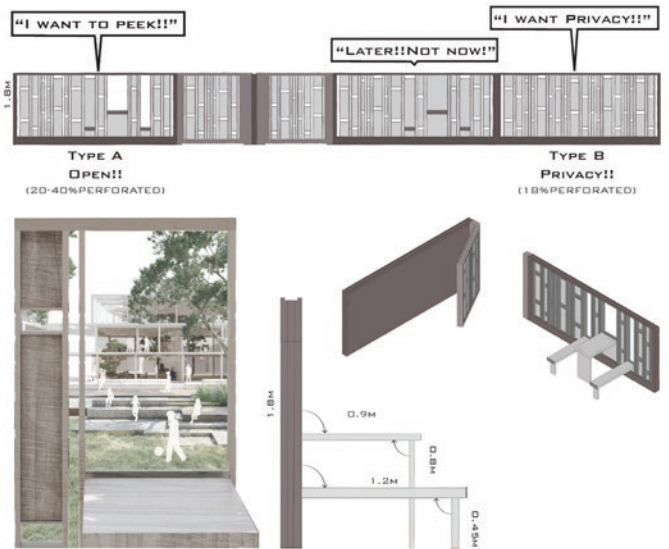 “I WANT TO PEEK!!”
“LATER!!NOT NOW!”
“I WANT PRIVACY!!”
1.8M
TYPE A
OPEN!!
(20-40%PERFORATED)
TYPE B
PRIVACY!!
(18%PERFORATED)
1.8M
0.9M
0.8M
1.2M
0.45M